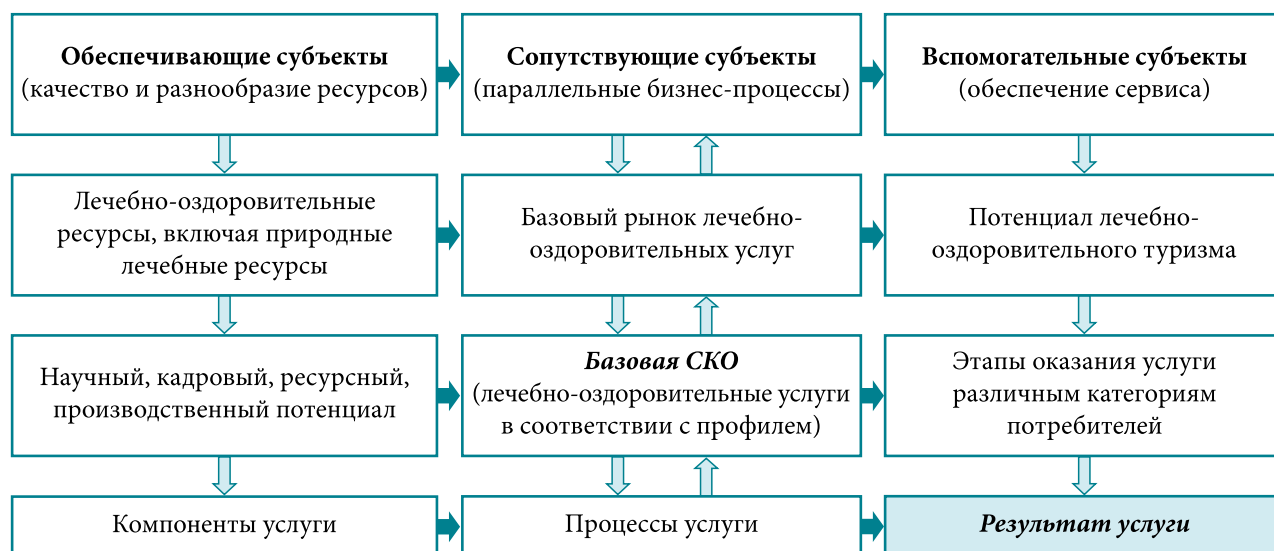 Обеспечивающие субъекты
(качество и разнообразие ресурсов)
Сопутствующие субъекты
(параллельные бизнес-процессы)
Вспомогательные субъекты
(обеспечение сервиса)
Лечебно-оздоровительные
ресурсы, включая природные
лечебные ресурсы
Базовый рынок лечебно-
оздоровительных услуг
Потенциал лечебно-
оздоровительного туризма
Научный, кадровый, ресурсный,
производственный потенциал
Базовая СКО
(лечебно-оздоровительные услуги
в соответствии с профилем)
Этапы оказания услуги
различным категориям
потребителей
Компоненты услуги
Процессы услуги
Результат услуги